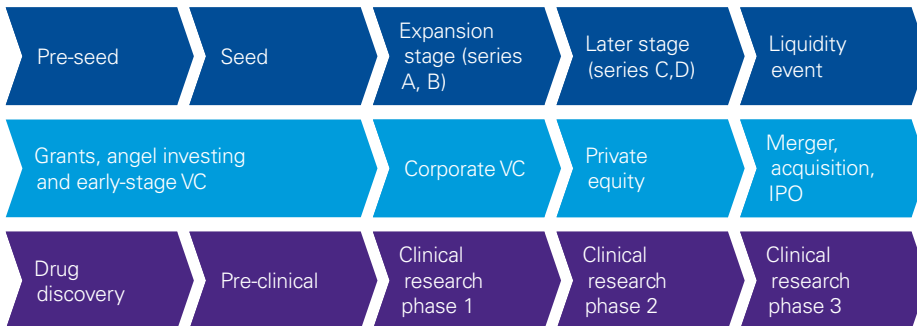 Pre-seed
Seed
Expansion
stage (series
A, B)
Later stage
(series C,D)
Liquidity
event
Grants, angel investing
and early-stage VC
Corporate VC
Private
equity
Merger,
acquisition,
IPO
Drug
discovery
Pre-clinical
Clinical
research
phase 1
Clinical
research
phase 2
Clinical
research
phase 3